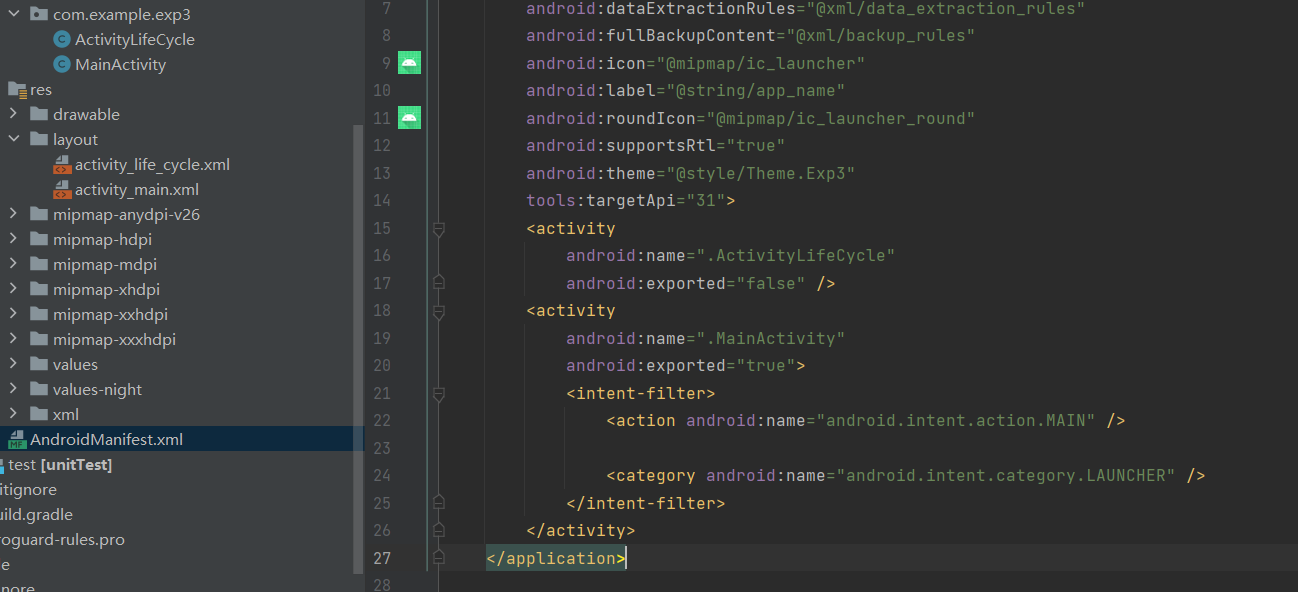 com.example.exp3
ActivityLifeCycle
MainActivity
res
drawable
layout
activity_life_cycle.xml
activity_main.xml
mipmap-anydpi-v26
mipmap-hdpi
mipmap-mdpi
mipmap-xhdpi
mipmap-xxhdpi
mipmap-xxxhdpi
values
values-night
xml
AndroidManifest.xml
test [unitTest]
itignore
uild.gradle
roguard-rules.pro
e
nore
7 android:dataExtractionRules="@xml/data_extraction_rules"
8 android:fullBackupContent="@xml/backup_rules"
9 android:icon="@mipmap/ic_launcher"
10 android:label="@string/app_name"
11 android:roundIcon="@mipmap/ic_launcher_round"
12 android:supportsRtl="true"
13 android:theme="@style/Theme.Exp3"
14 tools:targetApi="31">
15 <activity
16 android:name=".ActivityLifeCycle"
17 android:exported="false" />
18 <activity
19 android:name=".MainActivity"
20 android:exported="true">
21 <intent-filter>
22 <action android:name="android.intent.action.MAIN" />
23
24 <category android:name="android.intent.category.LAUNCHER" />
25 </intent-filter>
26 </activity>
27 </application>
28